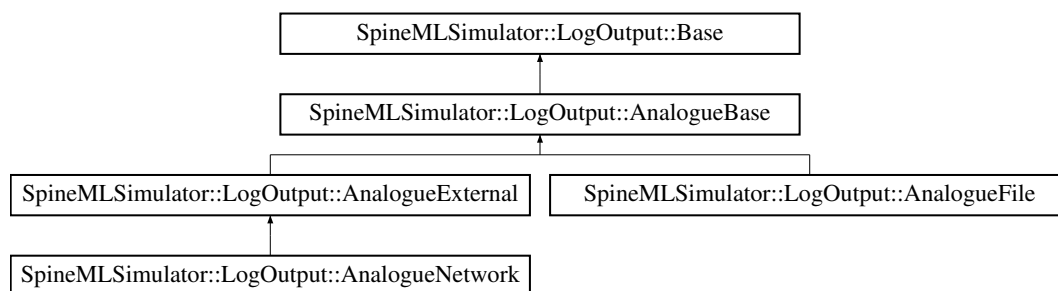 SpineMLSimulator::LogOutput::Base
SpineMLSimulator::LogOutput::AnalogueBase
SpineMLSimulator::LogOutput::AnalogueExternal
SpineMLSimulator::LogOutput::AnalogueFile
SpineMLSimulator::LogOutput::AnalogueNetwork